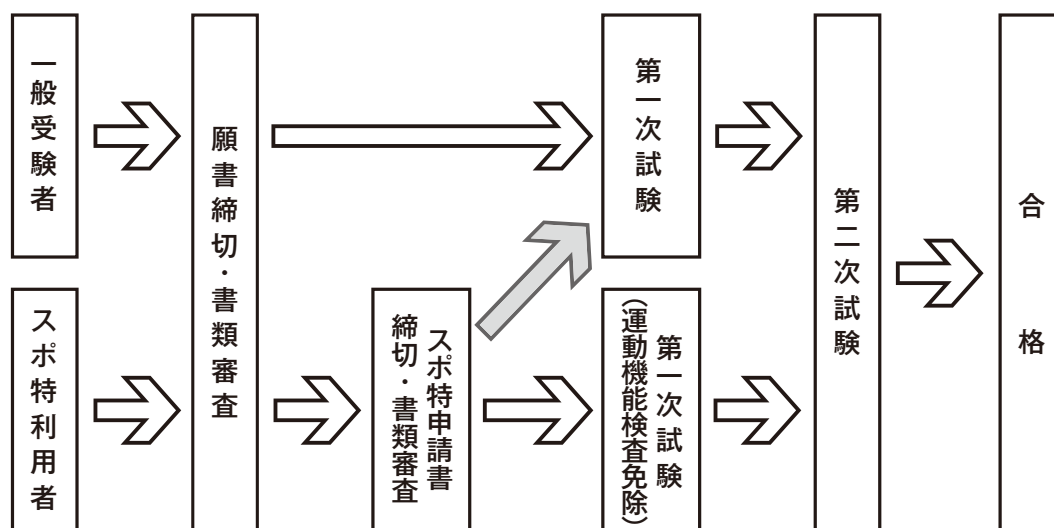 一般受験者
スポ特利用者
願書締切・書類審査
スポ特申請書
締切・書類審査
第一次試験
第一次試験
（運動機能検査免除）
第二次試験
合格